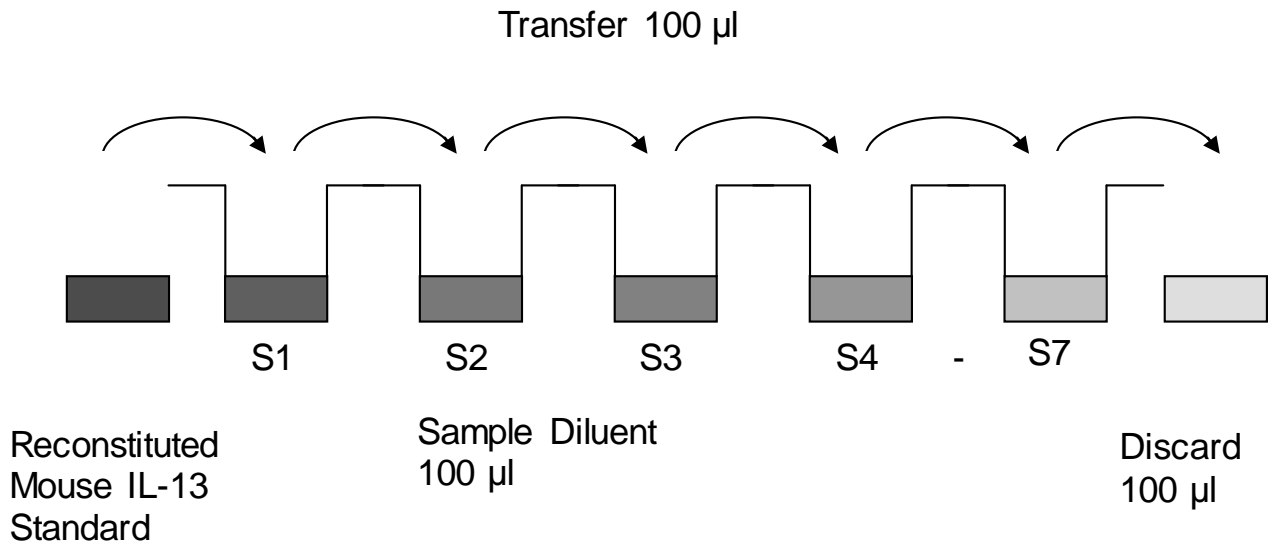 Transfer 100 µl
S1 S2 S3 S4 - S7
Reconstituted
Mouse IL-13
Standard
Sample Diluent
100 µl
Discard
100 µl